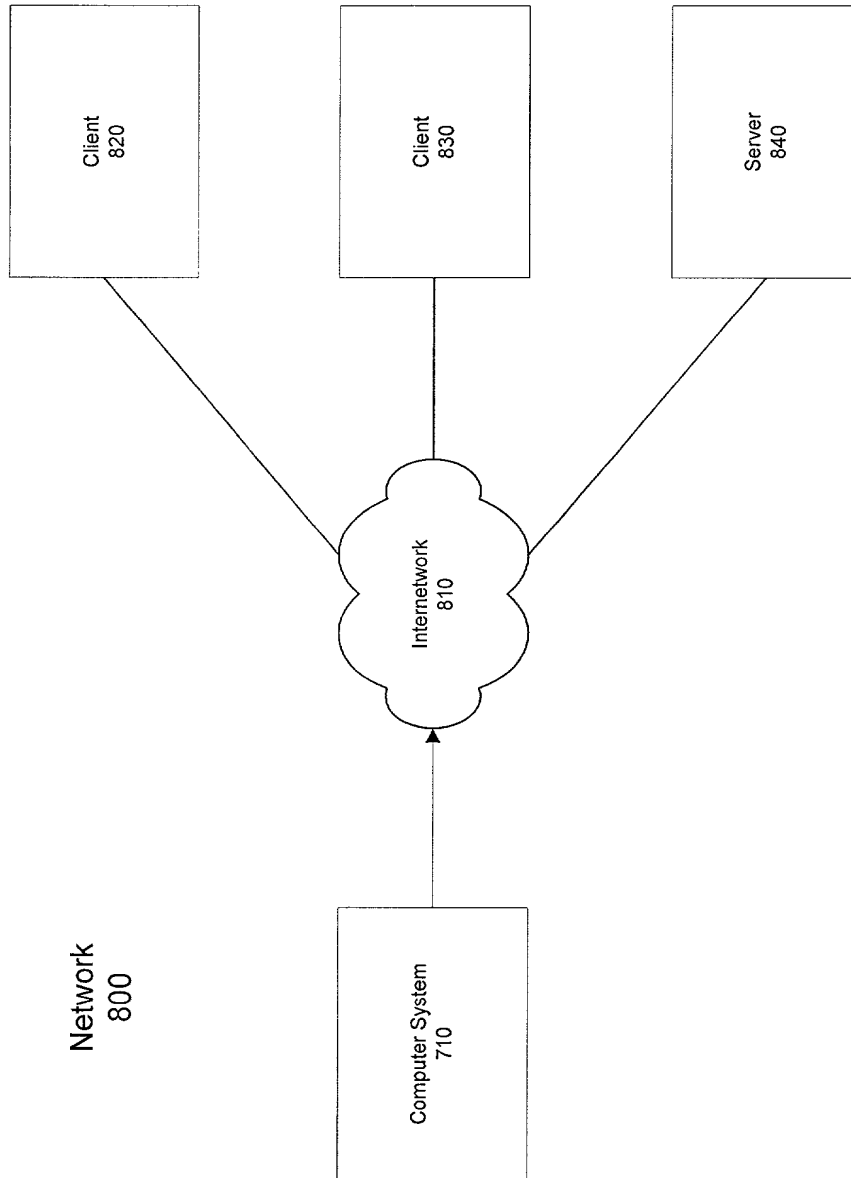 Network
800
Computer System
710
Internetwork
810
Client
820
Client
830
Server
840